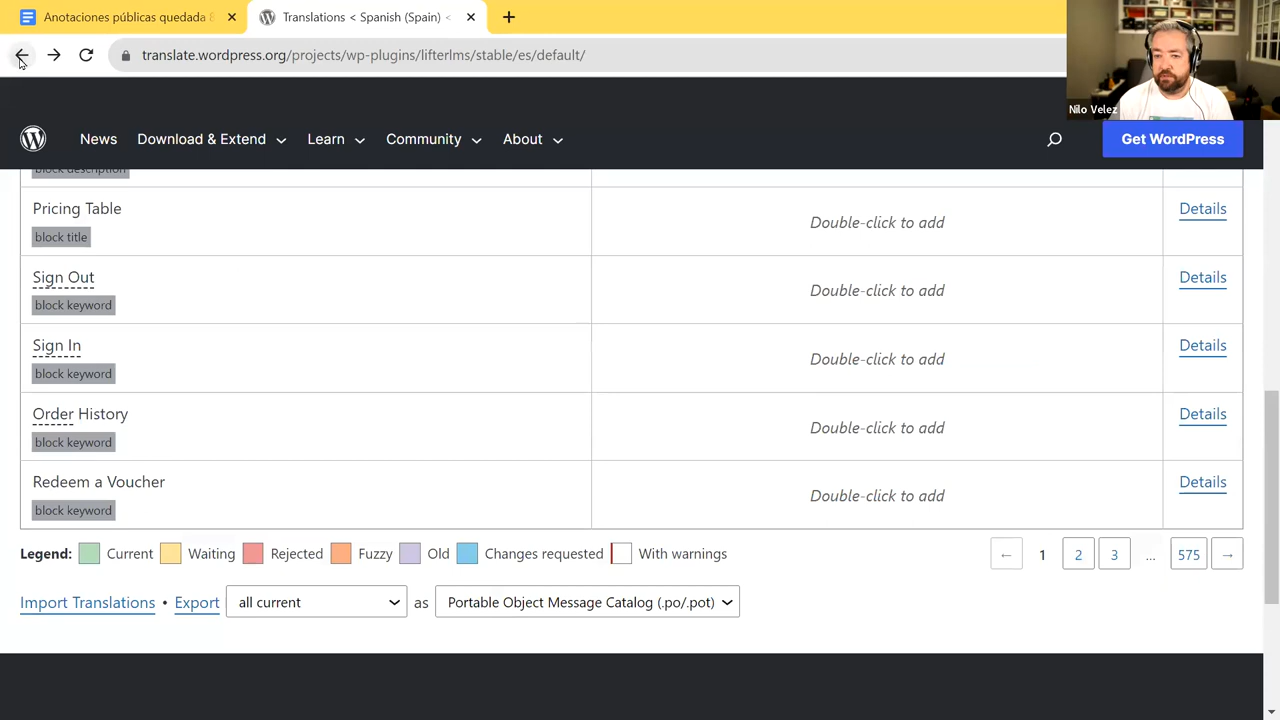 Anotaciones públicas quedada 8
Translations < Spanish (Spain) <
translate.wordpress.org/projects/wp-plugins/lifterlms/stable/es/default/
Nilo Velez
News
Download & Extend
Learn
Community
About
Get WordPress
block description
Pricing Table
block title
Double-click to add
Details
Sign Out
block keyword
Double-click to add
Details
Sign In
block keyword
Double-click to add
Details
Order History
block keyword
Double-click to add
Details
Redeem a Voucher
block keyword
Double-click to add
Details
Legend: Current Waiting Rejected Fuzzy Old Changes requested With warnings
← 1 2 3 ... 575 →
Import Translations • Export all current as Portable Object Message Catalog (.po/.pot)